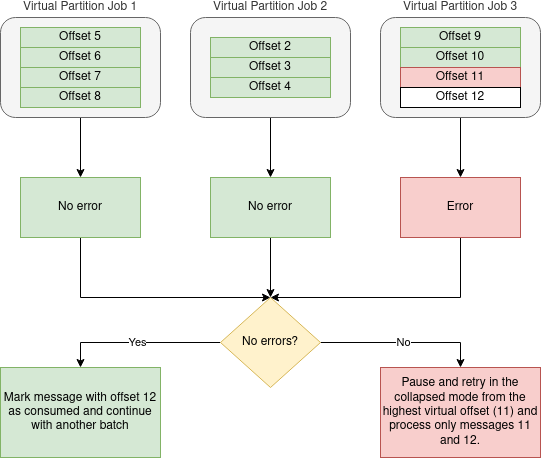 Virtual Partition Job 1
Virtual Partition Job 2
Virtual Partition Job 3
Offset 5
Offset 6
Offset 7
Offset 8
Offset 2
Offset 3
Offset 4
Offset 9
Offset 10
Offset 11
Offset 12
No error
No error
Error
No errors?
Yes
No
Mark message with offset 12
as consumed and continue
with another batch
Pause and retry in the
collapsed mode from the
highest virtual offset (11) and
process only messages 11
and 12.